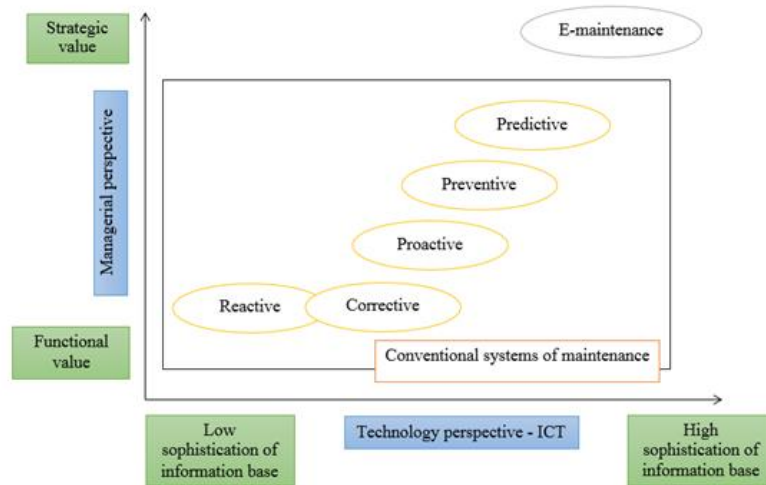 Strategic
value
E-maintenance
Managerial perspective
Predictive
Preventive
Proactive
Reactive
Corrective
Functional
value
Conventional systems of maintenance
Low
sophistication of
information base
Technology perspective - ICT
High
sophistication of
information base